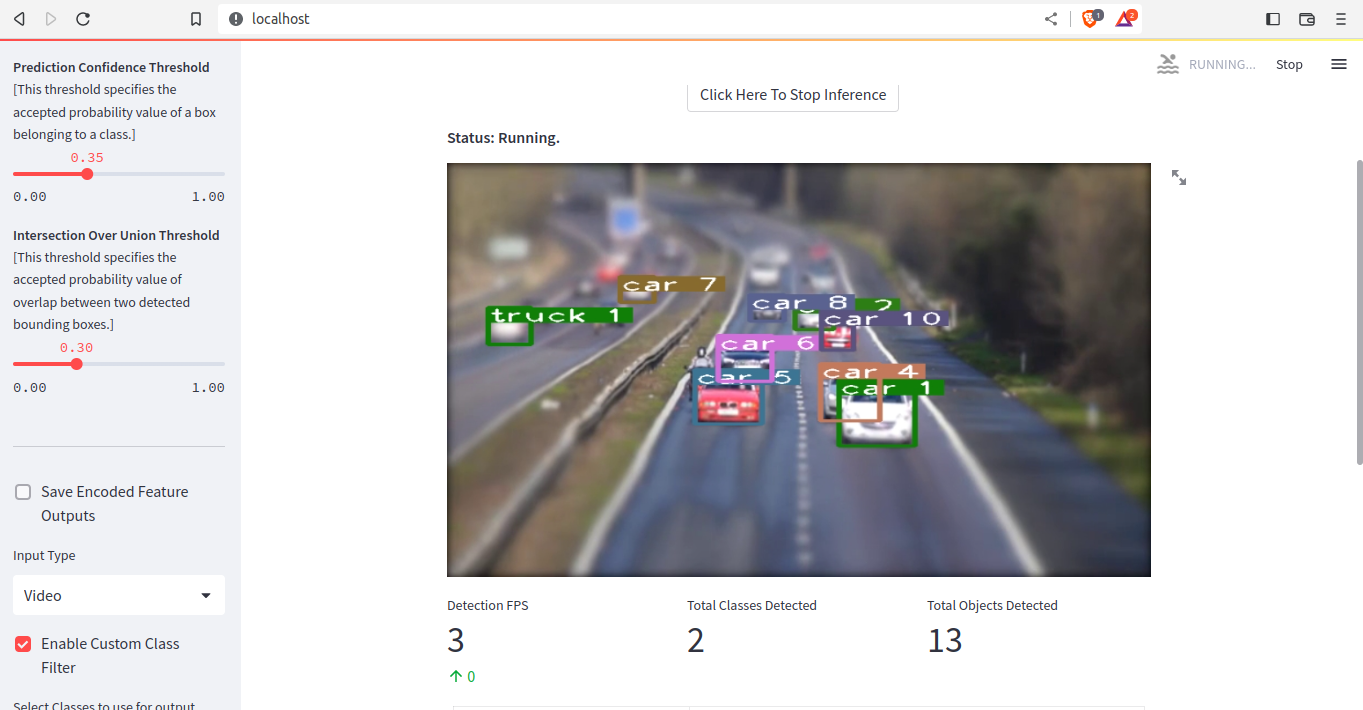 localhost
1
2
Prediction Confidence Threshold
[This threshold specifies the
accepted probability value of a box
belonging to a class.]
0.35
0.00 1.00
Intersection Over Union Threshold
[This threshold specifies the
accepted probability value of
overlap between two detected
bounding boxes.]
0.30
0.00 1.00
Save Encoded Feature
Outputs
Input Type
Video
Enable Custom Class
Filter
Select Classes to use for output
RUNNING...
Stop
Click Here To Stop Inference
Status: Running.
car 7
truck 1
car 8
2
car 10
car 6
car 5
car 4
car 1
Detection FPS
3
0
Total Classes Detected
2
Total Objects Detected
13